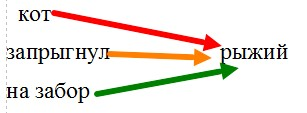 кот
запрыгнул рыжий
на забор